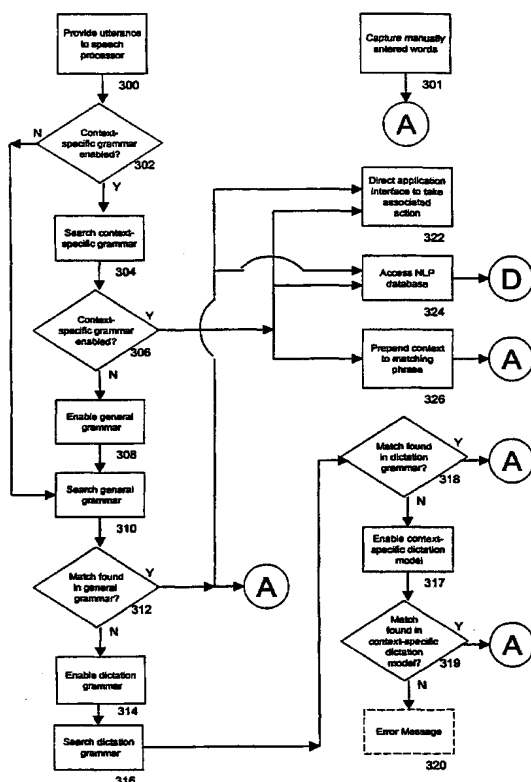 Provide utterance
to speech
processor
300
N
Context-
specific grammar
enabled?
302
Y
Search context-
specific grammar
304
Context-
specific grammar
enabled?
306
Y
N
Enable general
grammar
308
Search general
grammar
310
Match found
in general
grammar?
312
Y
A
N
Enable dictation
grammar
314
Search dictation
grammar
316
Capture manually
entered words
301
A
Direct application
interface to take
associated
action
322
Access NLP
database
324
D
Prepend context
to matching
phrase
326
A
Match found
in dictation
grammar?
318
Y
A
N
Enable context-
specific dictation
model
317
Match
found in
context-specific
dictation
model?
319
Y
A
N
Error Message
320